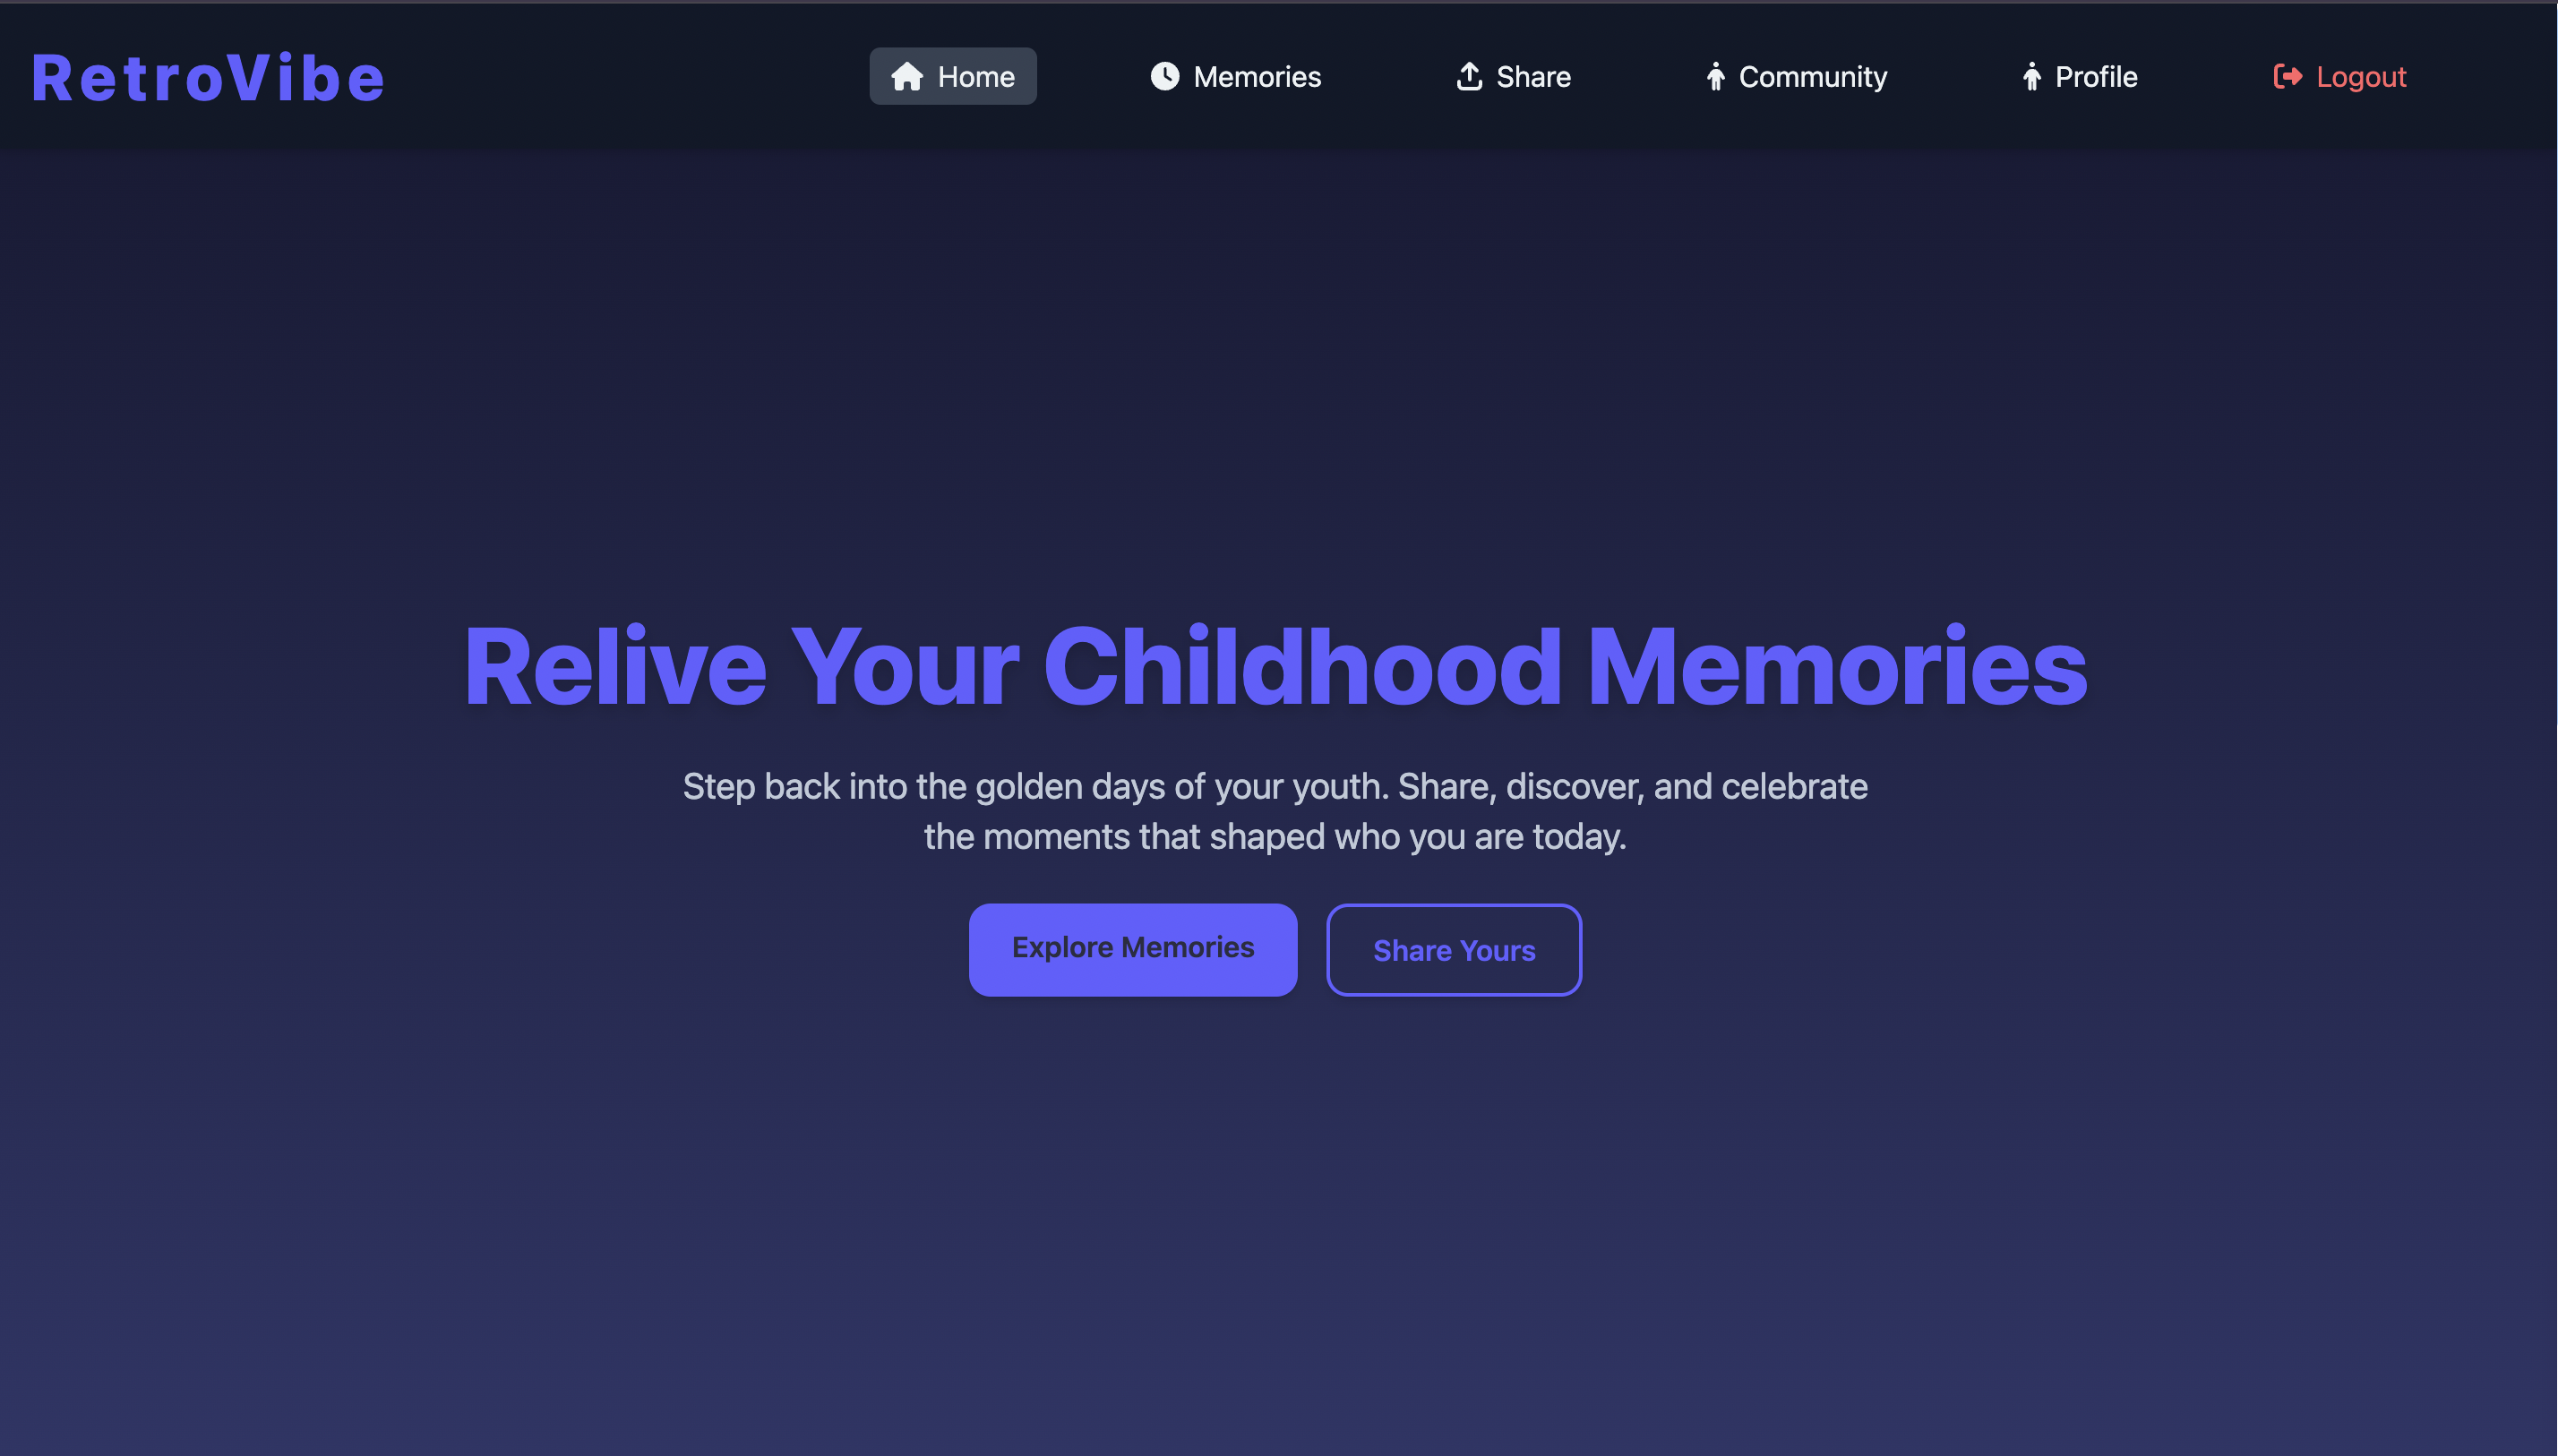 RetroVibe
Home
Memories
Share
Community
Profile
Logout
Relive Your Childhood Memories
Step back into the golden days of your youth. Share, discover, and celebrate
the moments that shaped who you are today.
Explore Memories
Share Yours